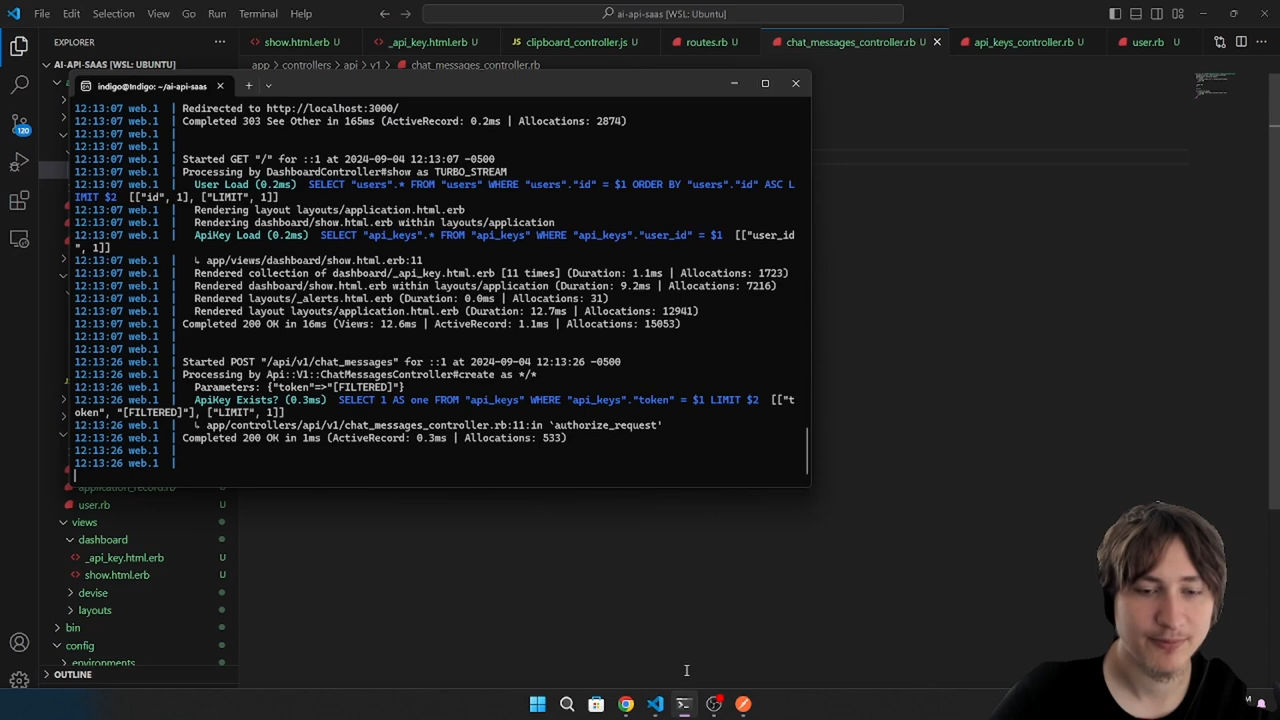 File Edit Selection View Go Run Terminal Help
ai-api-saas [WSL: Ubuntu]
EXPLORER
show.html.erb U
_api_key.html.erb U
clipboard_controller.js U
routes.rb U
chat_messages_controller.rb U
api_keys_controller.rb U
user.rb U
AI-API-SAAS [WSL: UBUNTU]
app > controllers > api > v1 > chat_messages_controller.rb
indigo@Indigo: ~/ai-api-saas
12:13:07 web.1 | Redirected to http://localhost:3000/
12:13:07 web.1 | Completed 303 See Other in 165ms (ActiveRecord: 0.2ms | Allocations: 2874)
12:13:07 web.1 |
12:13:07 web.1 |
12:13:07 web.1 | Started GET "/" for ::1 at 2024-09-04 12:13:07 -0500
12:13:07 web.1 | Processing by DashboardController#show as TURBO_STREAM
12:13:07 web.1 | User Load (0.2ms) SELECT "users".* FROM "users" WHERE "users"."id" = $1 ORDER BY "users"."id" ASC L
IMIT $2 [["id", 1], ["LIMIT", 1]]
12:13:07 web.1 | Rendering layout layouts/application.html.erb
12:13:07 web.1 | Rendering dashboard/show.html.erb within layouts/application
12:13:07 web.1 | ApiKey Load (0.2ms) SELECT "api_keys".* FROM "api_keys" WHERE "api_keys"."user_id" = $1 [["user_id
", 1]]
12:13:07 web.1 | ↳ app/views/dashboard/show.html.erb:11
12:13:07 web.1 | Rendered collection of dashboard/_api_key.html.erb [11 times] (Duration: 1.1ms | Allocations: 1723)
12:13:07 web.1 | Rendered dashboard/show.html.erb within layouts/application (Duration: 9.2ms | Allocations: 7216)
12:13:07 web.1 | Rendered layouts/_alerts.html.erb (Duration: 0.0ms | Allocations: 31)
12:13:07 web.1 | Rendered layout layouts/application.html.erb (Duration: 12.7ms | Allocations: 12941)
12:13:07 web.1 | Completed 200 OK in 16ms (Views: 12.6ms | ActiveRecord: 1.1ms | Allocations: 15053)
12:13:07 web.1 |
12:13:07 web.1 |
12:13:26 web.1 | Started POST "/api/v1/chat_messages" for ::1 at 2024-09-04 12:13:26 -0500
12:13:26 web.1 | Processing by Api::V1::ChatMessagesController#create as */*
12:13:26 web.1 | Parameters: {"token"=>"[FILTERED]"}
12:13:26 web.1 | ApiKey Exists? (0.3ms) SELECT 1 AS one FROM "api_keys" WHERE "api_keys"."token" = $1 LIMIT $2 [["t
oken", "[FILTERED]"], ["LIMIT", 1]]
12:13:26 web.1 | ↳ app/controllers/api/v1/chat_messages_controller.rb:11:in `authorize_request'
12:13:26 web.1 | Completed 200 OK in 1ms (ActiveRecord: 0.3ms | Allocations: 533)
12:13:26 web.1 |
12:13:26 web.1 |
120
application_record.rb U
user.rb U
views
dashboard
_api_key.html.erb U
show.html.erb U
devise
layouts
bin
config
environments
OUTLINE